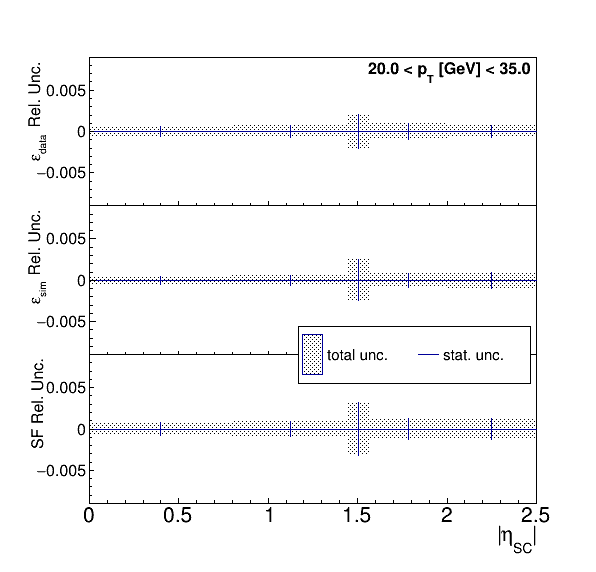 20.0 < p_T [GeV] < 35.0
ε_data Rel. Unc.
0.005
0
−0.005
ε_sim Rel. Unc.
0.005
0
−0.005
total unc. stat. unc.
SF Rel. Unc.
0.005
0
−0.005
0 0.5 1 1.5 2 2.5
|η_SC|